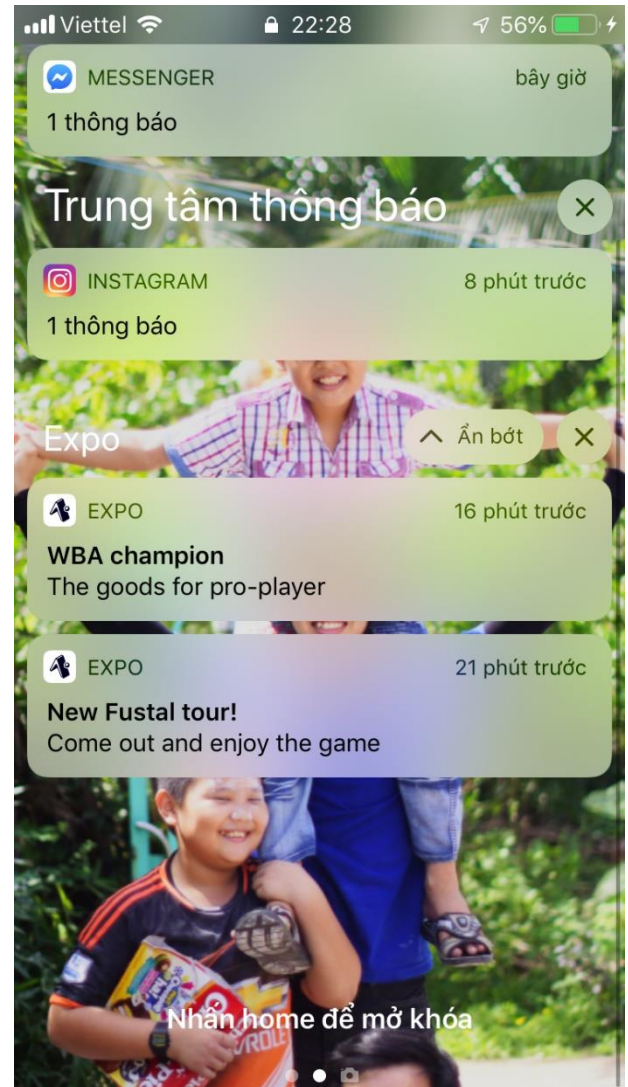 Viettel 22:28 56%
MESSENGER bây giờ
1 thông báo
Trung tâm thông báo
INSTAGRAM 8 phút trước
1 thông báo
Expo Ẩn bớt
EXPO 16 phút trước
WBA champion
The goods for pro-player
EXPO 21 phút trước
New Fustal tour!
Come out and enjoy the game
Nhấn home để mở khóa